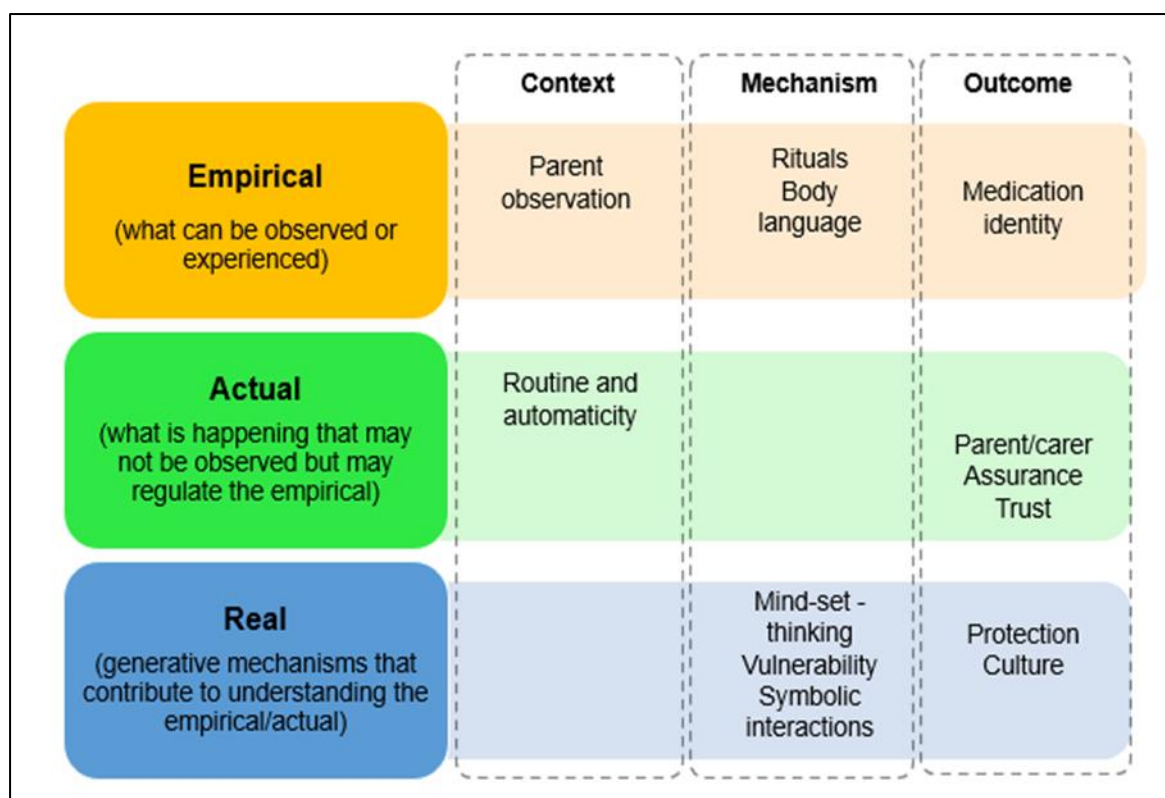 Context
Mechanism
Outcome
Empirical
(what can be observed or
experienced)
Parent
observation
Rituals
Body
language
Medication
identity
Actual
(what is happening that may
not be observed but may
regulate the empirical)
Routine and
automaticity
Parent/carer
Assurance
Trust
Real
(generative mechanisms that
contribute to understanding the
empirical/actual)
Mind-set -
thinking
Vulnerability
Symbolic
interactions
Protection
Culture